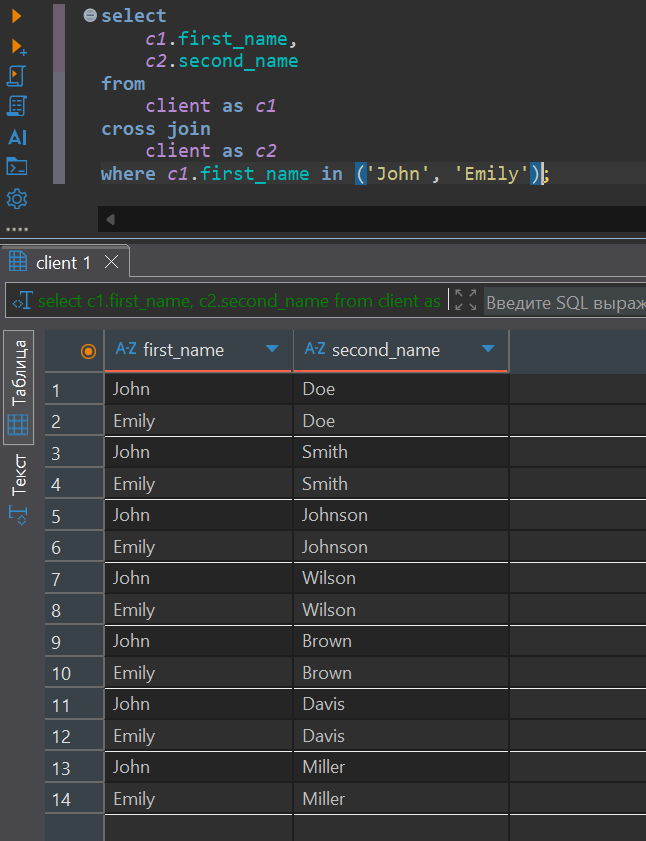 select
c1.first_name,
c2.second_name
from
client as c1
cross join
client as c2
where c1.first_name in ('John', 'Emily');
AI
client 1
T select c1.first_name, c2.second_name from client as
Введите SQL выраж
Таблица
Текст
A-Z first_name A-Z second_name
1 John Doe
2 Emily Doe
3 John Smith
4 Emily Smith
5 John Johnson
6 Emily Johnson
7 John Wilson
8 Emily Wilson
9 John Brown
10 Emily Brown
11 John Davis
12 Emily Davis
13 John Miller
14 Emily Miller